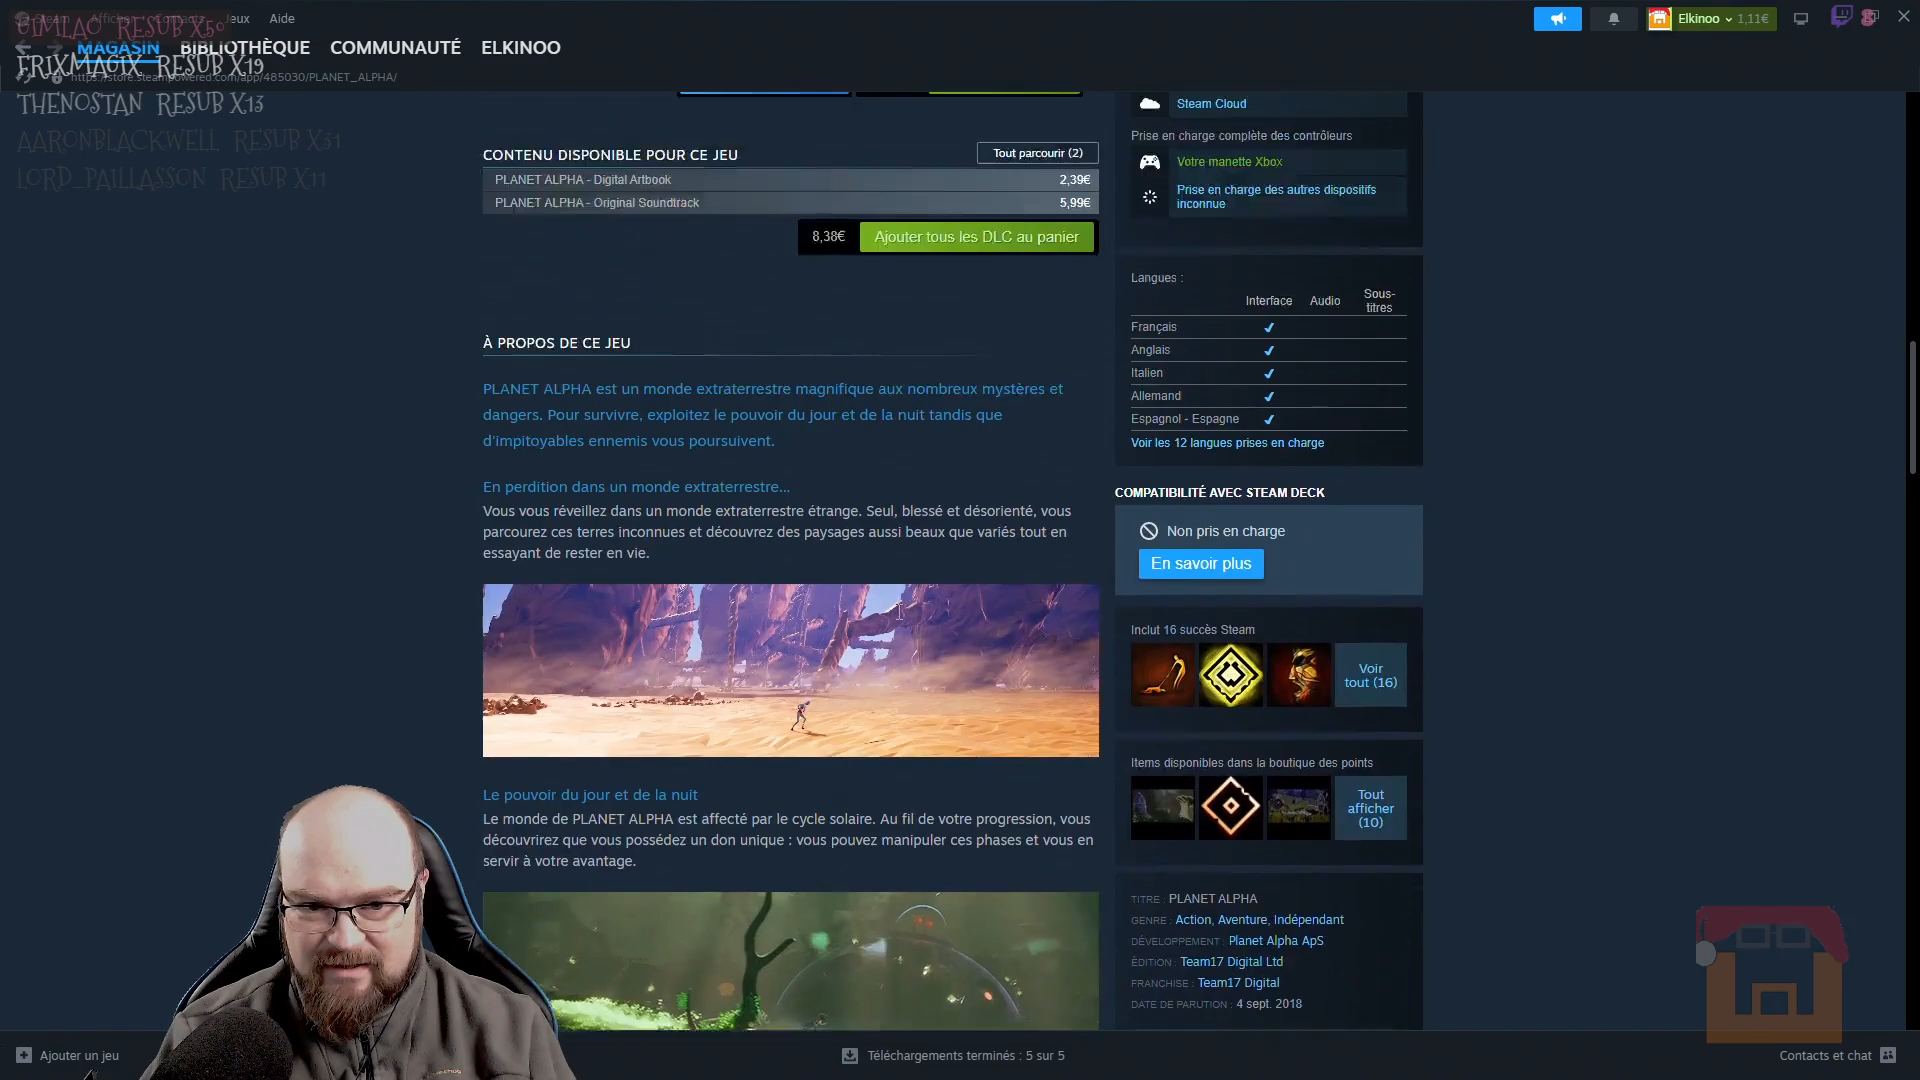 Jeux
Aide
UIMLAO RESUB X50
Elkinoo
1,11€
MAGASIN
BIBLIOTHÈQUE
COMMUNAUTÉ
ELKINOO
FRIXMAGIX RESUB X19
https://store.steampowered.com/app/485030/PLANET_ALPHA/
THENOSTAN RESUB X13
AARONBLACKWELL RESUB X31
LORD_PAILLASSON RESUB X11
CONTENU DISPONIBLE POUR CE JEU
Tout parcourir (2)
PLANET ALPHA - Digital Artbook
2,39€
PLANET ALPHA - Original Soundtrack
5,99€
8,38€
Ajouter tous les DLC au panier
À PROPOS DE CE JEU
PLANET ALPHA est un monde extraterrestre magnifique aux nombreux mystères et
dangers. Pour survivre, exploitez le pouvoir du jour et de la nuit tandis que
d'impitoyables ennemis vous poursuivent.
En perdition dans un monde extraterrestre...
Vous vous réveillez dans un monde extraterrestre étrange. Seul, blessé et désorienté, vous
parcourez ces terres inconnues et découvrez des paysages aussi beaux que variés tout en
essayant de rester en vie.
Le pouvoir du jour et de la nuit
Le monde de PLANET ALPHA est affecté par le cycle solaire. Au fil de votre progression, vous
découvrirez que vous possédez un don unique : vous pouvez manipuler ces phases et vous en
servir à votre avantage.
Steam Cloud
Prise en charge complète des contrôleurs
Votre manette Xbox
Prise en charge des autres dispositifs
inconnue
Langues :
Interface
Audio
Sous-
titres
Français
Anglais
Italien
Allemand
Espagnol - Espagne
Voir les 12 langues prises en charge
COMPATIBILITÉ AVEC STEAM DECK
Non pris en charge
En savoir plus
Inclut 16 succès Steam
Voir
tout (16)
Items disponibles dans la boutique des points
Tout
afficher
(10)
TITRE : PLANET ALPHA
GENRE : Action, Aventure, Indépendant
DÉVELOPPEMENT : Planet Alpha ApS
ÉDITION : Team17 Digital Ltd
FRANCHISE : Team17 Digital
DATE DE PARUTION : 4 sept. 2018
Ajouter un jeu
Téléchargements terminés : 5 sur 5
Contacts et chat